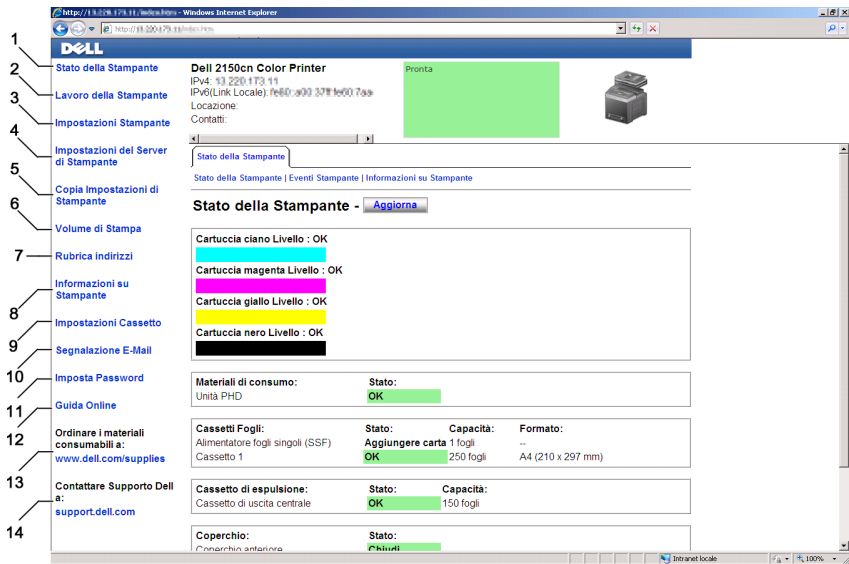 http://
- Windows Internet Explorer
http://
DELL
1
2
3
4
5
6
7
8
9
10
11
12
13
14
Stato della Stampante
Lavoro della Stampante
Impostazioni Stampante
Impostazioni del Server
di Stampante
Copia Impostazioni di
Stampante
Volume di Stampa
Rubrica indirizzi
Informazioni su
Stampante
Impostazioni Cassetto
Segnalazione E-Mail
Imposta Password
Guida Online
Ordinare i materiali
consumabili a:
www.dell.com/supplies
Contattare Supporto Dell
a:
support.dell.com
Dell 2150cn Color Printer
IPv4:
IPv6(Link Locale):
Locazione:
Contatti:
Pronta
Stato della Stampante
Stato della Stampante | Eventi Stampante | Informazioni su Stampante
Stato della Stampante - Aggiorna
Cartuccia ciano Livello : OK
Cartuccia magenta Livello : OK
Cartuccia giallo Livello : OK
Cartuccia nero Livello : OK
Materiali di consumo: Stato:
Unità PHD OK
Cassetti Fogli: Stato: Capacità: Formato:
Alimentatore fogli singoli (SSF) Aggiungere carta 1 fogli --
Cassetto 1 OK 250 fogli A4 (210 x 297 mm)
Cassetto di espulsione: Stato: Capacità:
Cassetto di uscita centrale OK 150 fogli
Coperchio: Stato:
Coperchio anteriore Chiudi
Intranet locale
100%